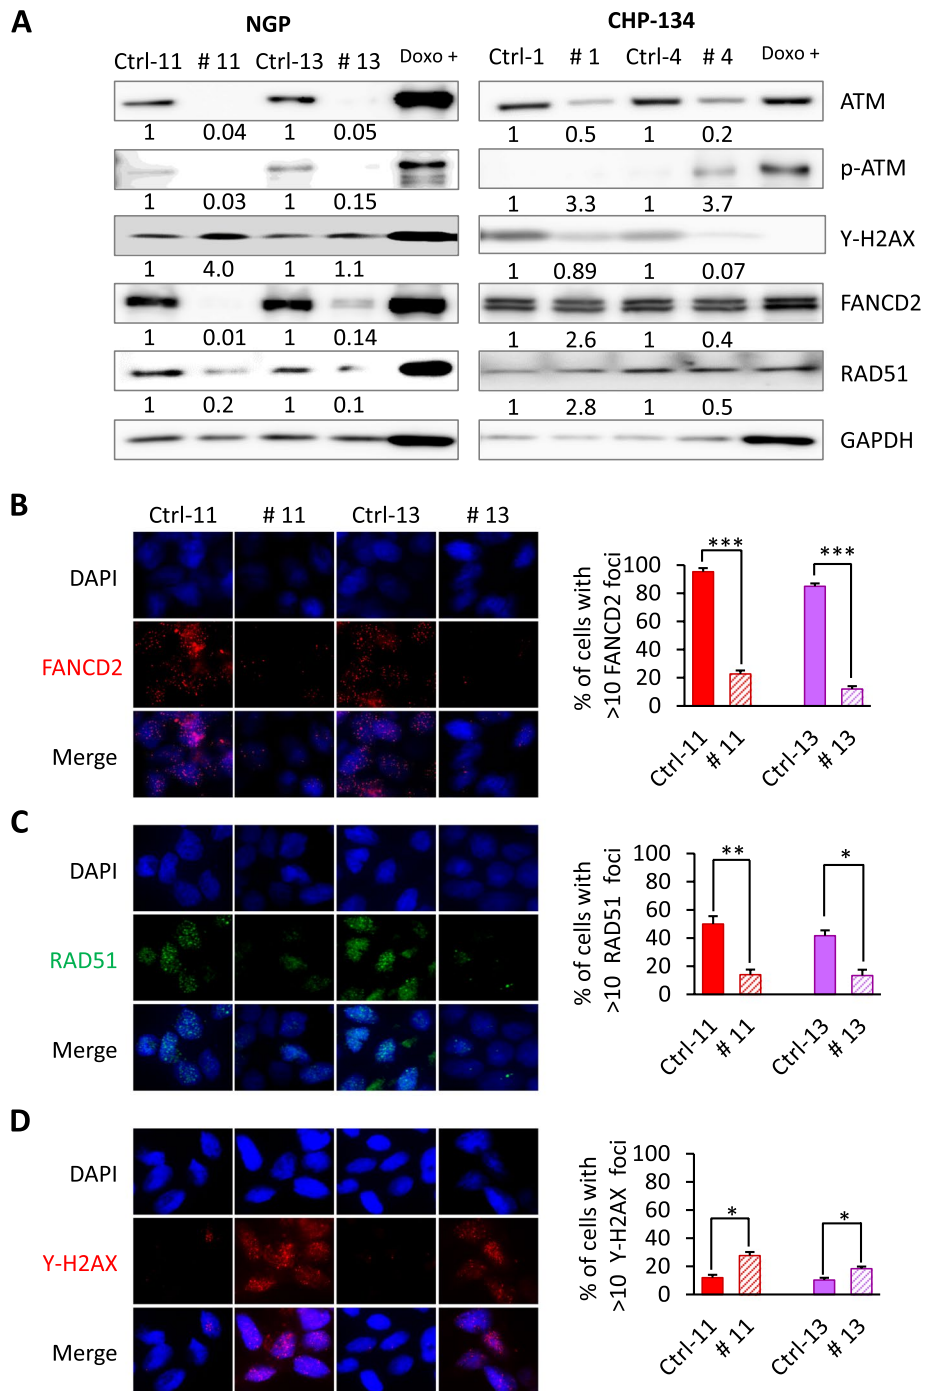 A
NGP
CHP-134
Ctrl-11 # 11 Ctrl-13 # 13 Doxo +
Ctrl-1 # 1 Ctrl-4 # 4 Doxo +
ATM
1 0.04 1 0.05
1 0.5 1 0.2
p-ATM
1 0.03 1 0.15
1 3.3 1 3.7
Y-H2AX
1 4.0 1 1.1
1 0.89 1 0.07
FANCD2
1 0.01 1 0.14
1 2.6 1 0.4
RAD51
1 0.2 1 0.1
1 2.8 1 0.5
GAPDH
B
Ctrl-11 # 11 Ctrl-13 # 13
DAPI
FANCD2
Merge
% of cells with
>10 FANCD2 foci
100
80
60
40
20
0
*** ***
Ctrl-11 # 11 Ctrl-13 # 13
C
DAPI
RAD51
Merge
% of cells with
>10 RAD51 foci
100
80
60
40
20
0
** *
Ctrl-11 # 11 Ctrl-13 # 13
D
DAPI
Y-H2AX
Merge
% of cells with
>10 Y-H2AX foci
100
80
60
40
20
0
* *
Ctrl-11 # 11 Ctrl-13 # 13